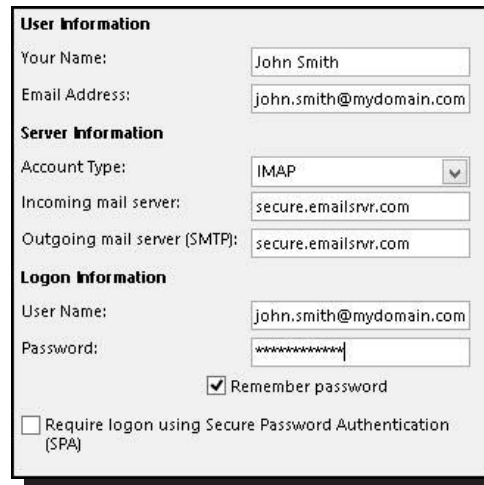 User Information
Your Name: John Smith
Email Address: john.smith@mydomain.com
Server Information
Account Type: IMAP
Incoming mail server: secure.emailsrvr.com
Outgoing mail server (SMTP): secure.emailsrvr.com
Logon Information
User Name: john.smith@mydomain.com
Password: ************
Remember password
Require logon using Secure Password Authentication
(SPA)